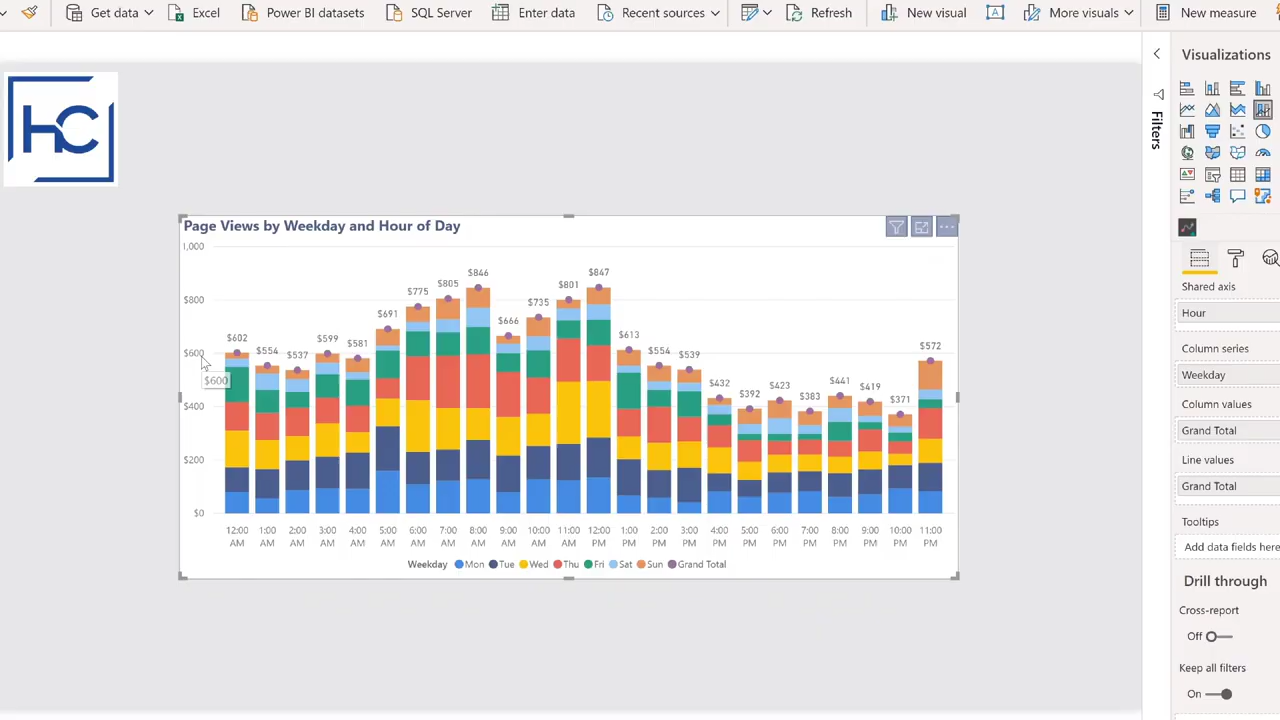 Get data
Excel
Power BI datasets
SQL Server
Enter data
Recent sources
Refresh
New visual
More visuals
New measure
hC
Filters
Visualizations
Shared axis
Hour
Column series
Weekday
Column values
Grand Total
Line values
Grand Total
Tooltips
Add data fields here
Drill through
Cross-report
Off
Keep all filters
On
Page Views by Weekday and Hour of Day
1,000
$800
$600
$400
$200
$0
$600
$602
$554
$537
$599
$581
$691
$775
$805
$846
$666
$735
$801
$847
$613
$554
$539
$432
$392
$423
$383
$441
$419
$371
$572
12:00 AM
1:00 AM
2:00 AM
3:00 AM
4:00 AM
5:00 AM
6:00 AM
7:00 AM
8:00 AM
9:00 AM
10:00 AM
11:00 AM
12:00 PM
1:00 PM
2:00 PM
3:00 PM
4:00 PM
5:00 PM
6:00 PM
7:00 PM
8:00 PM
9:00 PM
10:00 PM
11:00 PM
Weekday Mon Tue Wed Thu Fri Sat Sun Grand Total